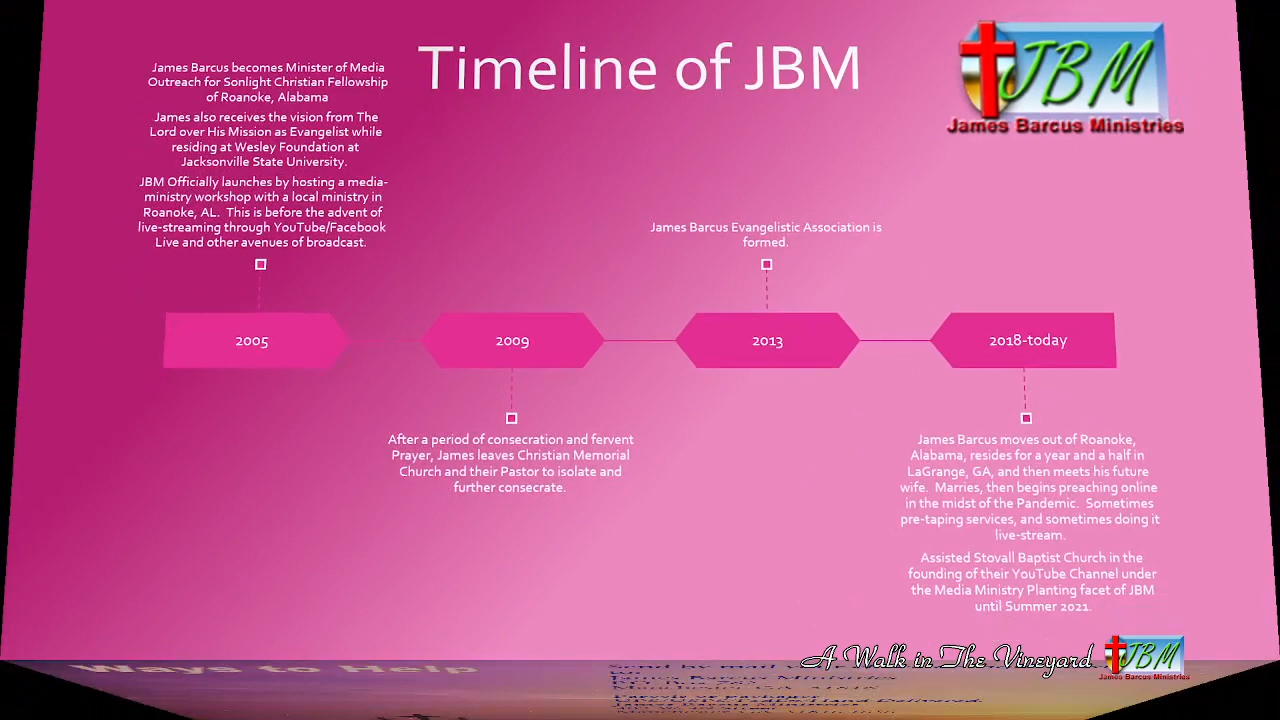 Timeline of JBM
JBM
James Barcus Ministries
James Barcus becomes Minister of Media
Outreach for Sonlight Christian Fellowship
of Roanoke, Alabama
James also receives the vision from The
Lord over His Mission as Evangelist while
residing at Wesley Foundation at
Jacksonville State University.
JBM Officially launches by hosting a media-
ministry workshop with a local ministry in
Roanoke, AL.  This is before the advent of
live-streaming through YouTube/Facebook
Live and other avenues of broadcast.
James Barcus Evangelistic Association is
formed.
2005
2009
2013
2018-today
After a period of consecration and fervent
Prayer, James leaves Christian Memorial
Church and their Pastor to isolate and
further consecrate.
James Barcus moves out of Roanoke,
Alabama, resides for a year and a half in
LaGrange, GA, and then meets his future
wife.  Marries, then begins preaching online
in the midst of the Pandemic.  Sometimes
pre-taping services, and sometimes doing it
live-stream.
Assisted Stovall Baptist Church in the
founding of their YouTube Channel under
the Media Ministry Planting facet of JBM
until Summer 2021.
A Walk in The Vineyard
JBM
James Barcus Ministries
Ways to Help
Send by mail